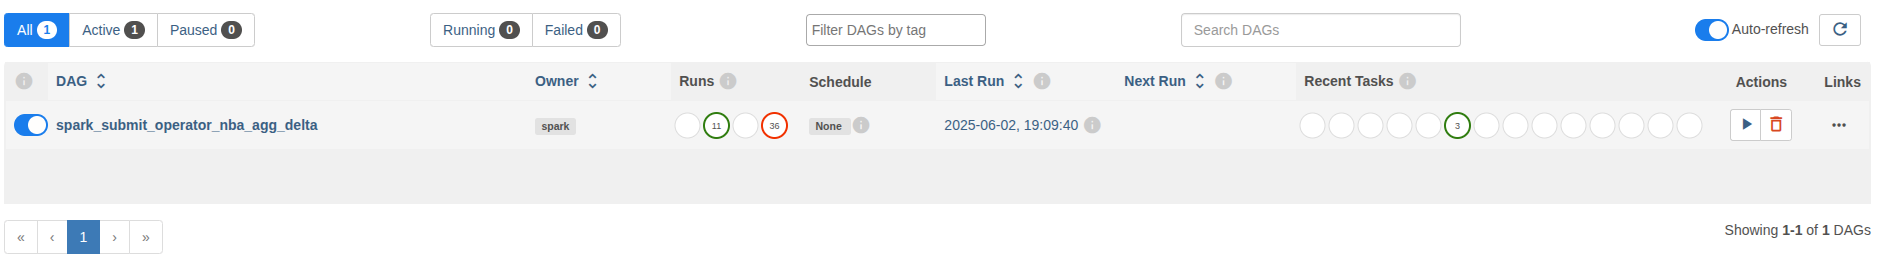 All 1 Active 1 Paused 0 Running 0 Failed 0 Filter DAGs by tag Search DAGs Auto-refresh
DAG Owner Runs Schedule Last Run Next Run Recent Tasks Actions Links
spark_submit_operator_nba_agg_delta spark 11 36 None 2025-06-02, 19:09:40 3 •••
« ‹ 1 › » Showing 1-1 of 1 DAGs